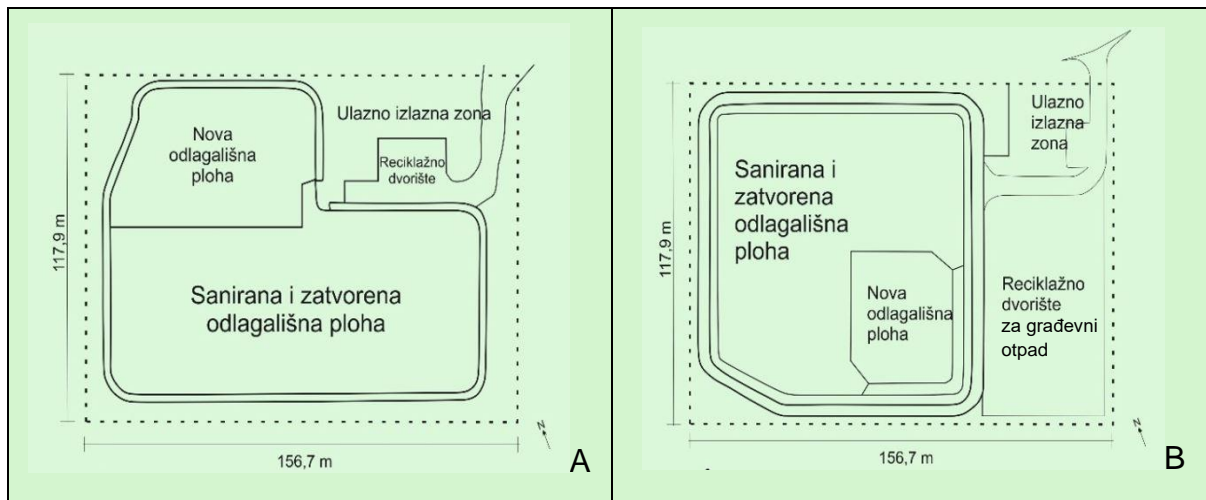 117,9 m
Nova
odlagališna
ploha
Ulazno izlazna zona
Reciklažno
dvorište
Sanirana i zatvorena
odlagališna ploha
156,7 m
N
A
117,9 m
Sanirana i
zatvorena
odlagališna
ploha
Ulazno
izlazna
zona
Nova
odlagališna
ploha
Reciklažno
dvorište
za građevni
otpad
156,7 m
N
B